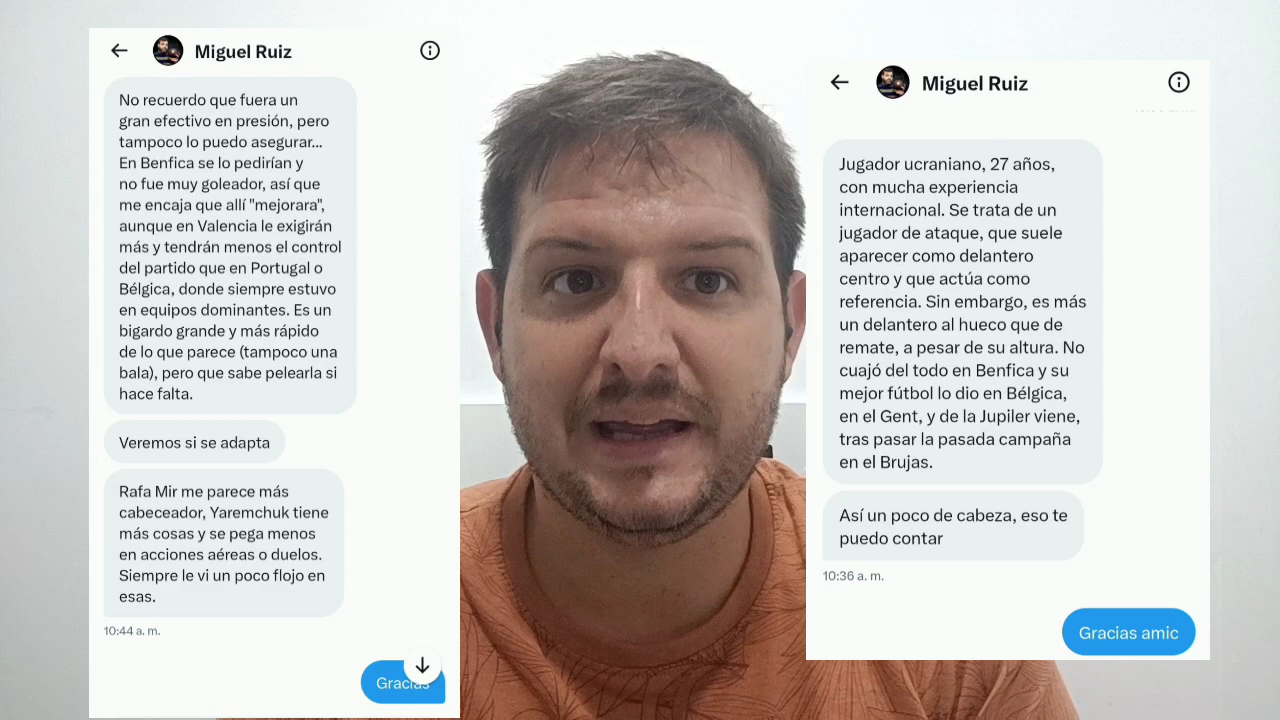 Miguel Ruiz
No recuerdo que fuera un
gran efectivo en presión, pero
tampoco lo puedo asegurar...
En Benfica se lo pedirían y
no fue muy goleador, así que
me encaja que allí "mejorara",
aunque en Valencia le exigirán
más y tendrán menos el control
del partido que en Portugal o
Bélgica, donde siempre estuvo
en equipos dominantes. Es un
bigardo grande y más rápido
de lo que parece (tampoco una
bala), pero que sabe pelearla si
hace falta.
Veremos si se adapta
Rafa Mir me parece más
cabeceador, Yaremchuk tiene
más cosas y se pega menos
en acciones aéreas o duelos.
Siempre le vi un poco flojo en
esas.
10:44 a. m.
Gracias
Miguel Ruiz
Jugador ucraniano, 27 años,
con mucha experiencia
internacional. Se trata de un
jugador de ataque, que suele
aparecer como delantero
centro y que actúa como
referencia. Sin embargo, es más
un delantero al hueco que de
remate, a pesar de su altura. No
cuajó del todo en Benfica y su
mejor fútbol lo dio en Bélgica,
en el Gent, y de la Jupiler viene,
tras pasar la pasada campaña
en el Brujas.
Así un poco de cabeza, eso te
puedo contar
10:36 a. m.
Gracias amic